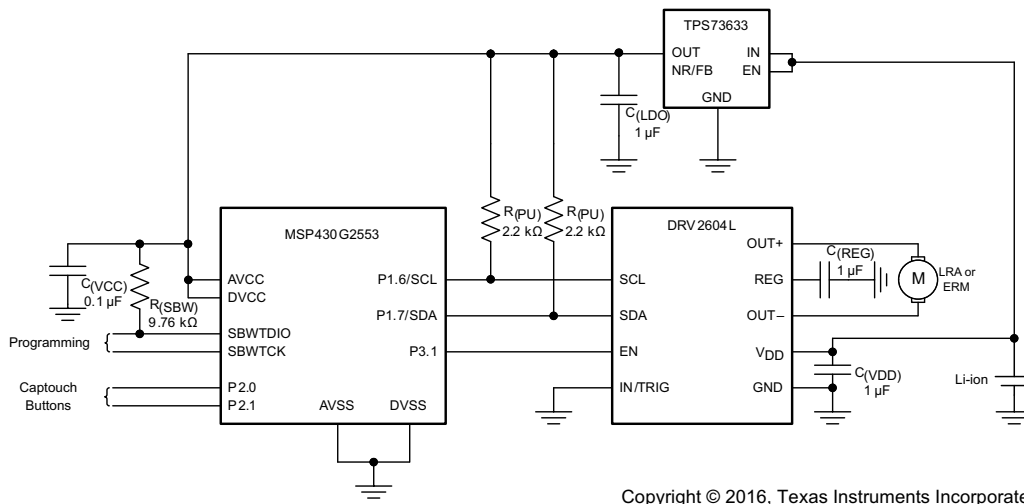 TPS73633
OUT
IN
NR/FB
EN
GND
C(LDO)
1 µF
R(PU)
2.2 kΩ
R(PU)
2.2 kΩ
MSP430G2553
DRV2604L
C(VCC)
0.1 µF
R(SBW)
9.76 kΩ
AVCC
DVCC
SBWTDIO
SBWTCK
P2.0
P2.1
AVSS
DVSS
P1.6/SCL
P1.7/SDA
P3.1
Programming
Captouch
Buttons
SCL
SDA
EN
IN/TRIG
OUT+
REG
OUT–
VDD
GND
C(REG)
1 µF
M
LRA or
ERM
C(VDD)
1 µF
Li-ion
Copyright © 2016, Texas Instruments Incorporate